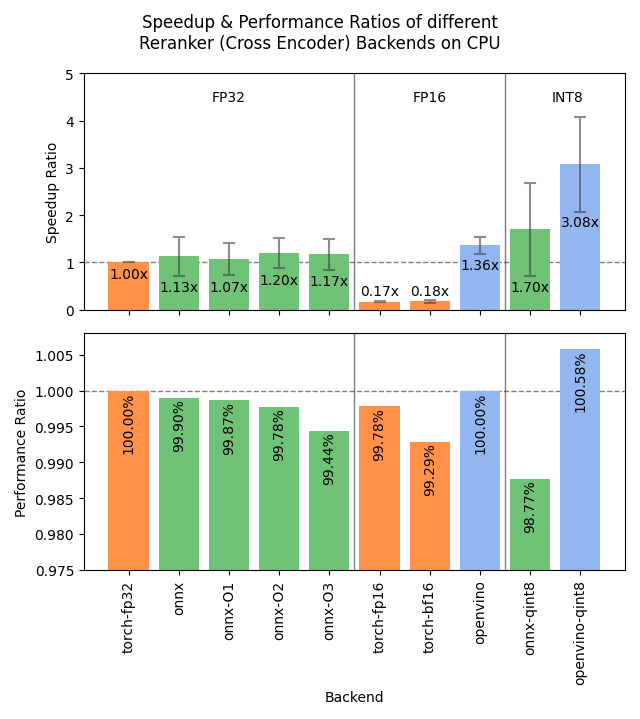 Speedup & Performance Ratios of different
Reranker (Cross Encoder) Backends on CPU
5
4
3
2
1
0
Speedup Ratio
FP32
FP16
INT8
1.00x
1.13x
1.07x
1.20x
1.17x
0.17x
0.18x
1.36x
1.70x
3.08x
1.005
1.000
0.995
0.990
0.985
0.980
0.975
Performance Ratio
100.00%
99.90%
99.87%
99.78%
99.44%
99.78%
99.29%
100.00%
98.77%
100.58%
torch-fp32
onnx
onnx-O1
onnx-O2
onnx-O3
torch-fp16
torch-bf16
openvino
onnx-qint8
openvino-qint8
Backend